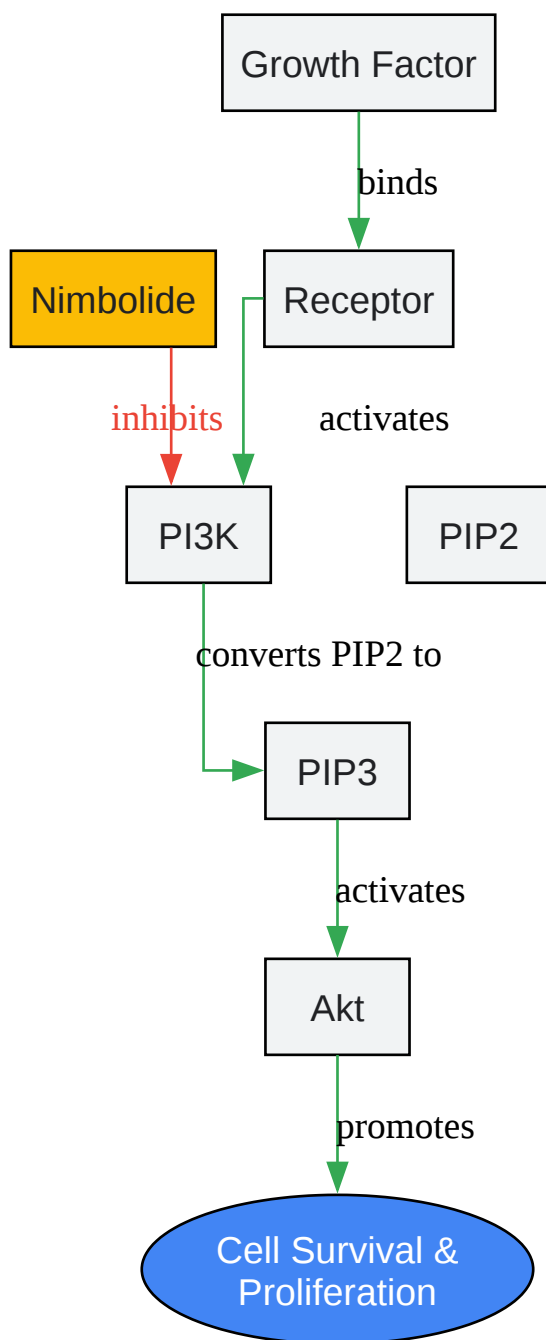 Growth Factor
binds
Nimbolide
Receptor
inhibits
activates
PI3K
PIP2
converts PIP2 to
PIP3
activates
Akt
promotes
Cell Survival &
Proliferation